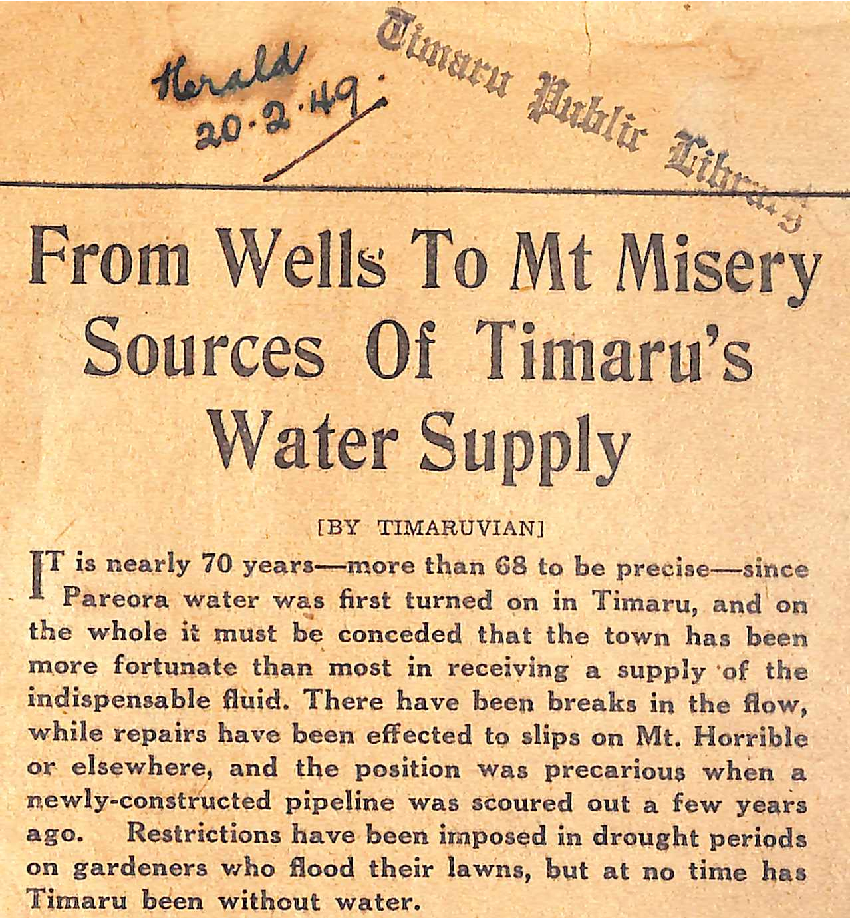 Herald
20.2.49.
Timaru Public Library
From Wells To Mt Misery
Sources Of Timaru's
Water Supply
[BY TIMARUVIAN]
IT is nearly 70 years—more than 68 to be precise—since
Pareora water was first turned on in Timaru, and on
the whole it must be conceded that the town has been
more fortunate than most in receiving a supply of the
indispensable fluid. There have been breaks in the flow,
while repairs have been effected to slips on Mt. Horrible
or elsewhere, and the position was precarious when a
newly-constructed pipeline was scoured out a few years
ago. Restrictions have been imposed in drought periods
on gardeners who flood their lawns, but at no time has
Timaru been without water.